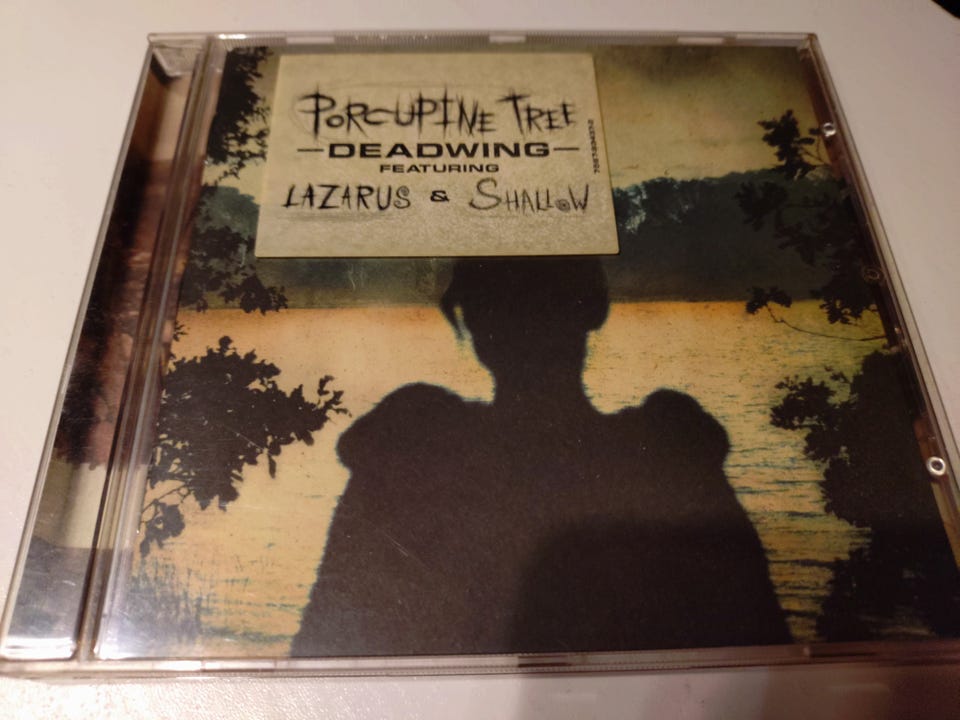 PORCUPINE TREE
—DEADWING—
FEATURING
LAZARUS & SHALLOW